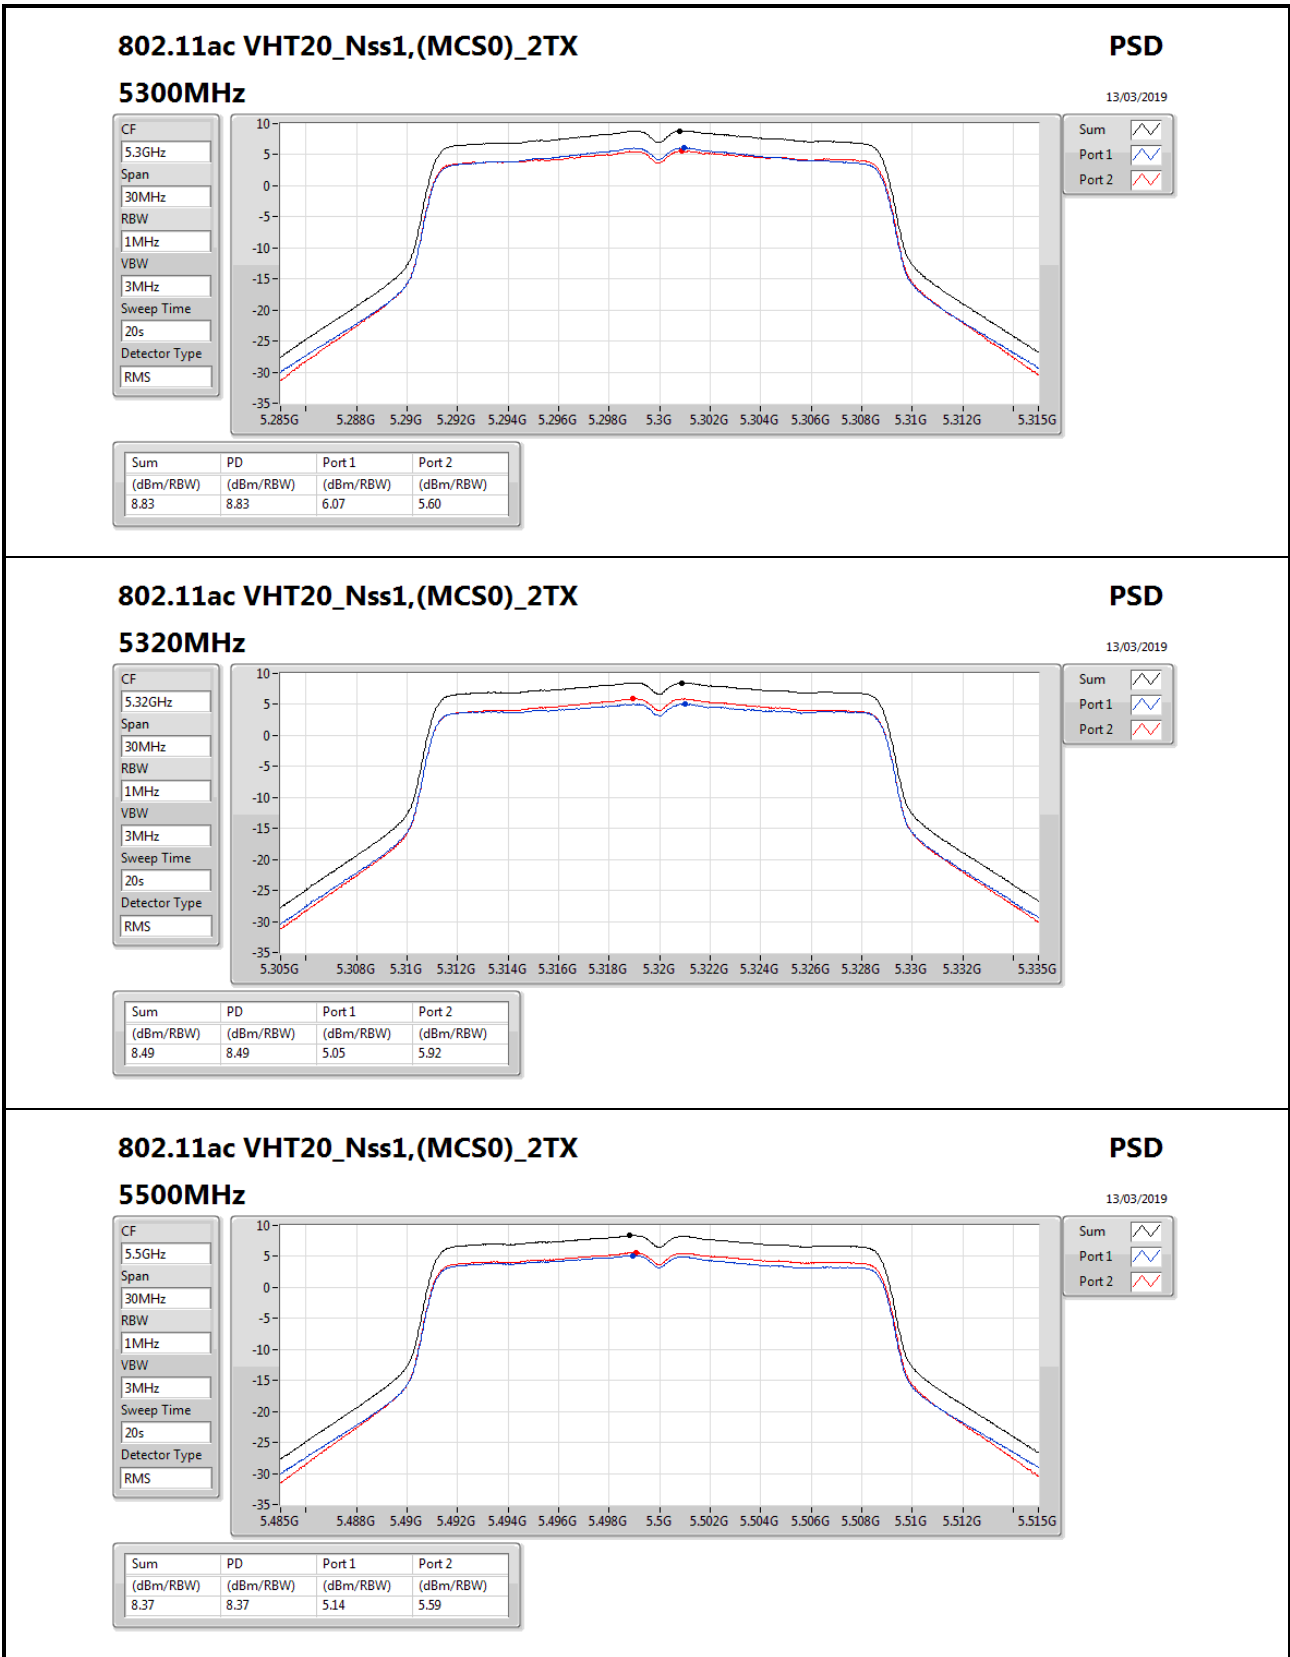 802.11ac VHT20_Nss1,(MCS0)_2TX PSD
5300MHz 13/03/2019
CF
5.3GHz
Span
30MHz
RBW
1MHz
VBW
3MHz
Sweep Time
20s
Detector Type
RMS
10
5
0
-5
-10
-15
-20
-25
-30
-35
5.285G 5.288G 5.29G 5.292G 5.294G 5.296G 5.298G 5.3G 5.302G 5.304G 5.306G 5.308G 5.31G 5.312G 5.315G
Sum
Port 1
Port 2
Sum PD Port 1 Port 2
(dBm/RBW) (dBm/RBW) (dBm/RBW) (dBm/RBW)
8.83 8.83 6.07 5.60
802.11ac VHT20_Nss1,(MCS0)_2TX PSD
5320MHz 13/03/2019
CF
5.32GHz
Span
30MHz
RBW
1MHz
VBW
3MHz
Sweep Time
20s
Detector Type
RMS
10
5
0
-5
-10
-15
-20
-25
-30
-35
5.305G 5.308G 5.31G 5.312G 5.314G 5.316G 5.318G 5.32G 5.322G 5.324G 5.326G 5.328G 5.33G 5.332G 5.335G
Sum
Port 1
Port 2
Sum PD Port 1 Port 2
(dBm/RBW) (dBm/RBW) (dBm/RBW) (dBm/RBW)
8.49 8.49 5.05 5.92
802.11ac VHT20_Nss1,(MCS0)_2TX PSD
5500MHz 13/03/2019
CF
5.5GHz
Span
30MHz
RBW
1MHz
VBW
3MHz
Sweep Time
20s
Detector Type
RMS
10
5
0
-5
-10
-15
-20
-25
-30
-35
5.485G 5.488G 5.49G 5.492G 5.494G 5.496G 5.498G 5.5G 5.502G 5.504G 5.506G 5.508G 5.51G 5.512G 5.515G
Sum
Port 1
Port 2
Sum PD Port 1 Port 2
(dBm/RBW) (dBm/RBW) (dBm/RBW) (dBm/RBW)
8.37 8.37 5.14 5.59